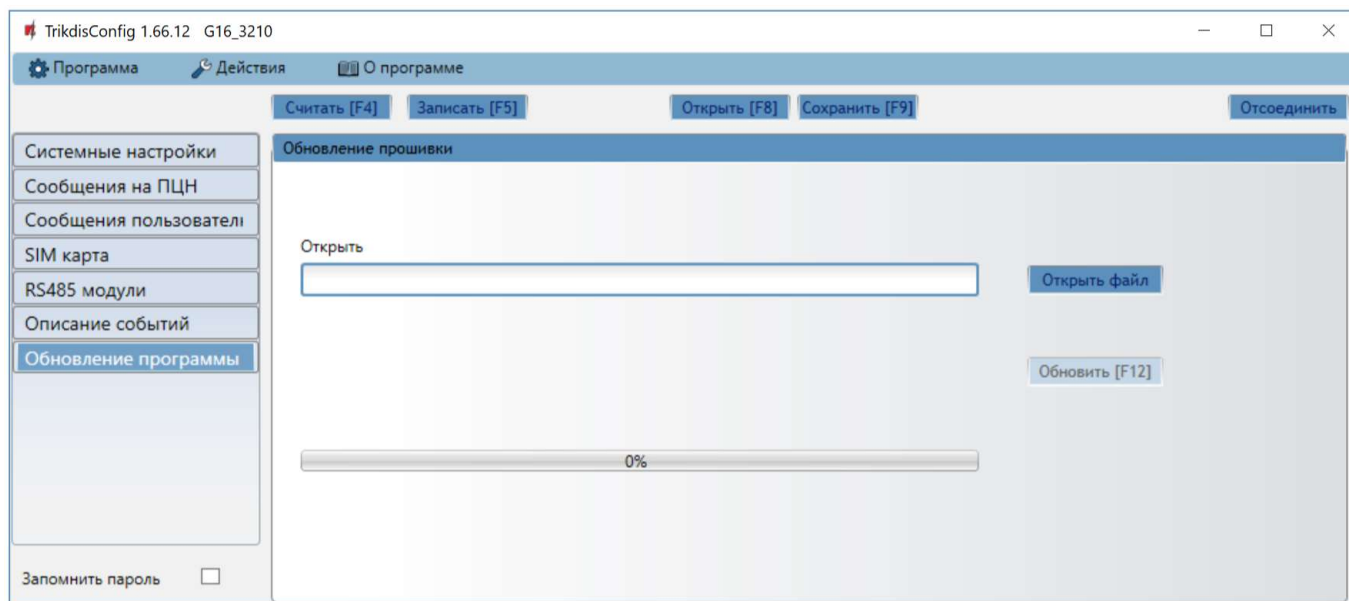 TrikdisConfig 1.66.12 G16_3210
Программа Действия О программе
Считать [F4] Записать [F5] Открыть [F8] Сохранить [F9] Отсоединить
Системные настройки
Сообщения на ПЦН
Сообщения пользовател
SIM карта
RS485 модули
Описание событий
Обновление программы
Запомнить пароль
Обновление прошивки
Открыть
Открыть файл
Обновить [F12]
0%